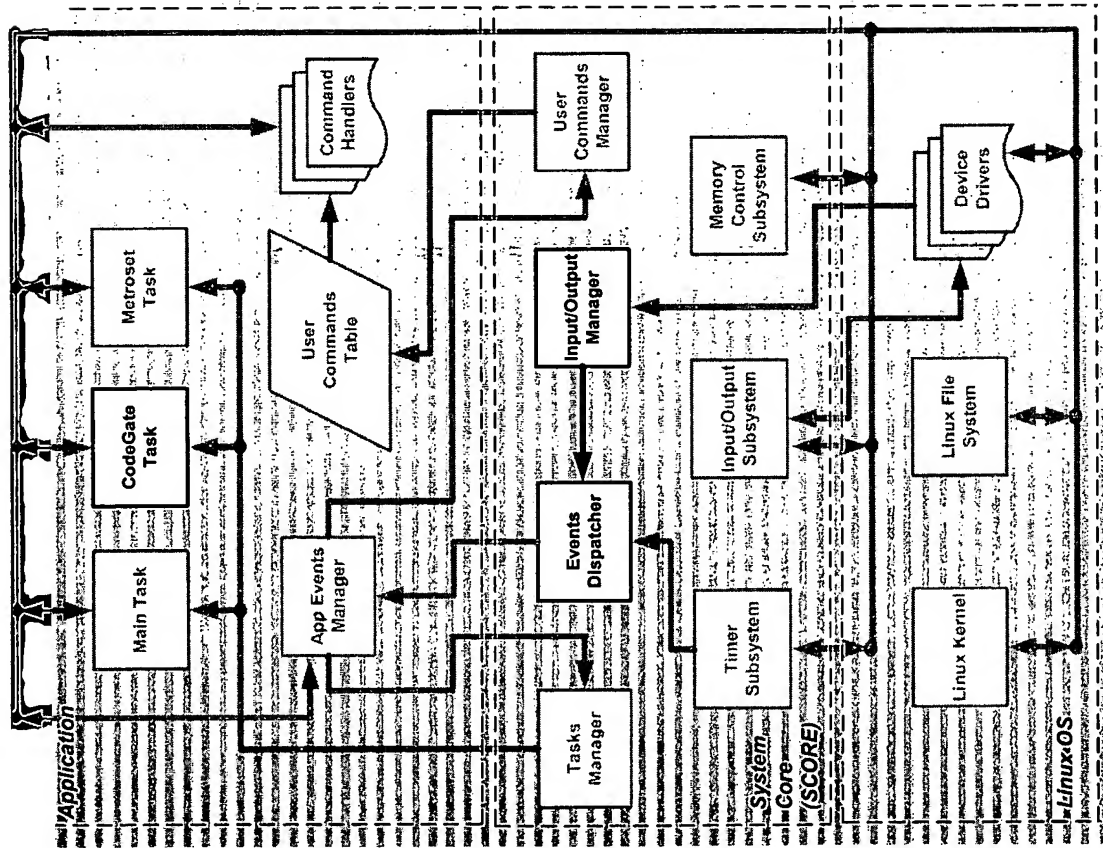 Application
Main Task
CodeGate
Task
Metroset
Task
App Events
Manager
User
Commands
Table
Command
Handlers
Tasks
Manager
Events
Dispatcher
Input/Output
Manager
User
Commands
Manager
System
Core
(SCORE)
Timer
Subsystem
Input/Output
Subsystem
Memory
Control
Subsystem
Linux OS
Linux Kernel
Linux File
System
Device
Drivers